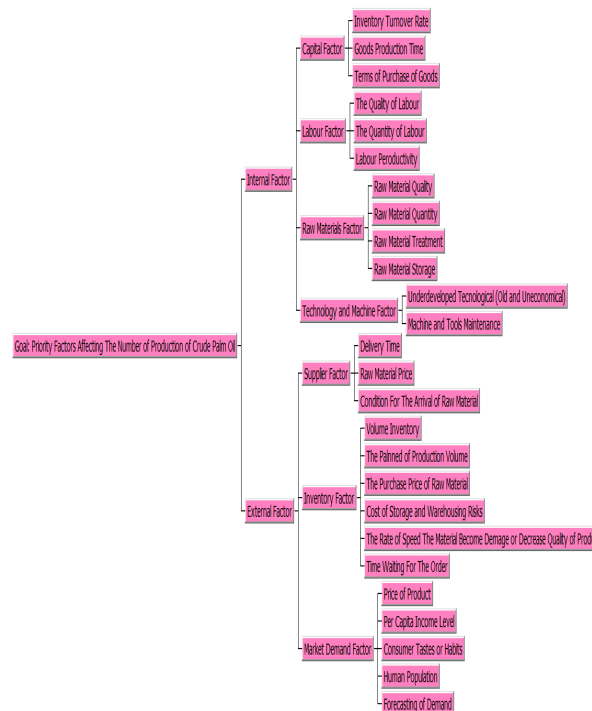 Inventory Turnover Rate
Capital Factor
Goods Production Time
Terms of Purchase of Goods
The Quality of Labour
Labour Factor
The Quantity of Labour
Labour Peroductivity
Internal Factor
Raw Material Quality
Raw Material Quantity
Raw Materials Factor
Raw Material Treatment
Raw Material Storage
Underdeveloped Tecnological (Old and Uneconomical)
Technology and Machine Factor
Machine and Tools Maintenance
Goal: Priority Factors Affecting The Number of Production of Crude Palm Oil
Delivery Time
Suppler Factor
Raw Material Price
Condition For The Arrival of Raw Material
Volume Inventory
The Palnned of Production Volume
The Purchase Price of Raw Material
Inventory Factor
External Factor
Cost of Storage and Warehousing Risks
The Rate of Speed The Material Become Demage or Decrease Quality of Produ
Time Waiting For The Order
Price of Product
Per Capita Income Level
Market Demand Factor
Consumer Tastes or Habits
Human Population
Forecasting of Demand